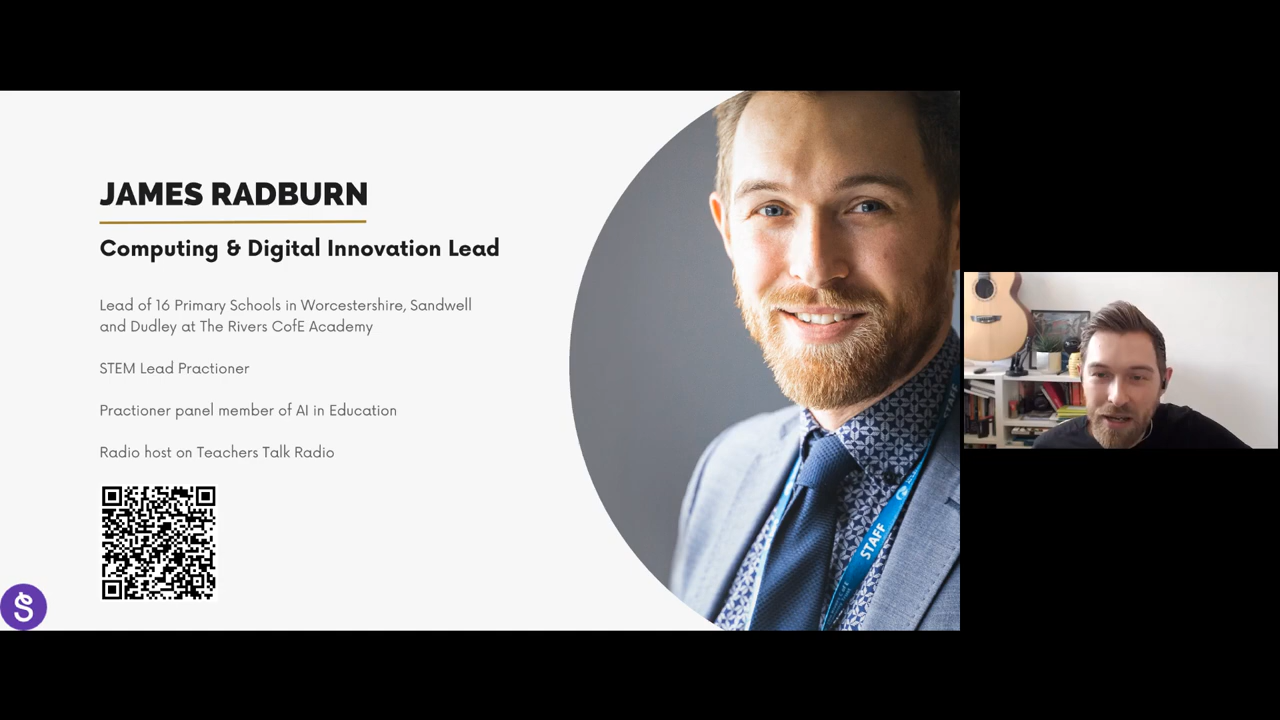 JAMES RADBURN
Computing & Digital Innovation Lead
Lead of 16 Primary Schools in Worcestershire, Sandwell
and Dudley at The Rivers CofE Academy
STEM Lead Practioner
Practioner panel member of AI in Education
Radio host on Teachers Talk Radio
S
STAFF
STAFF